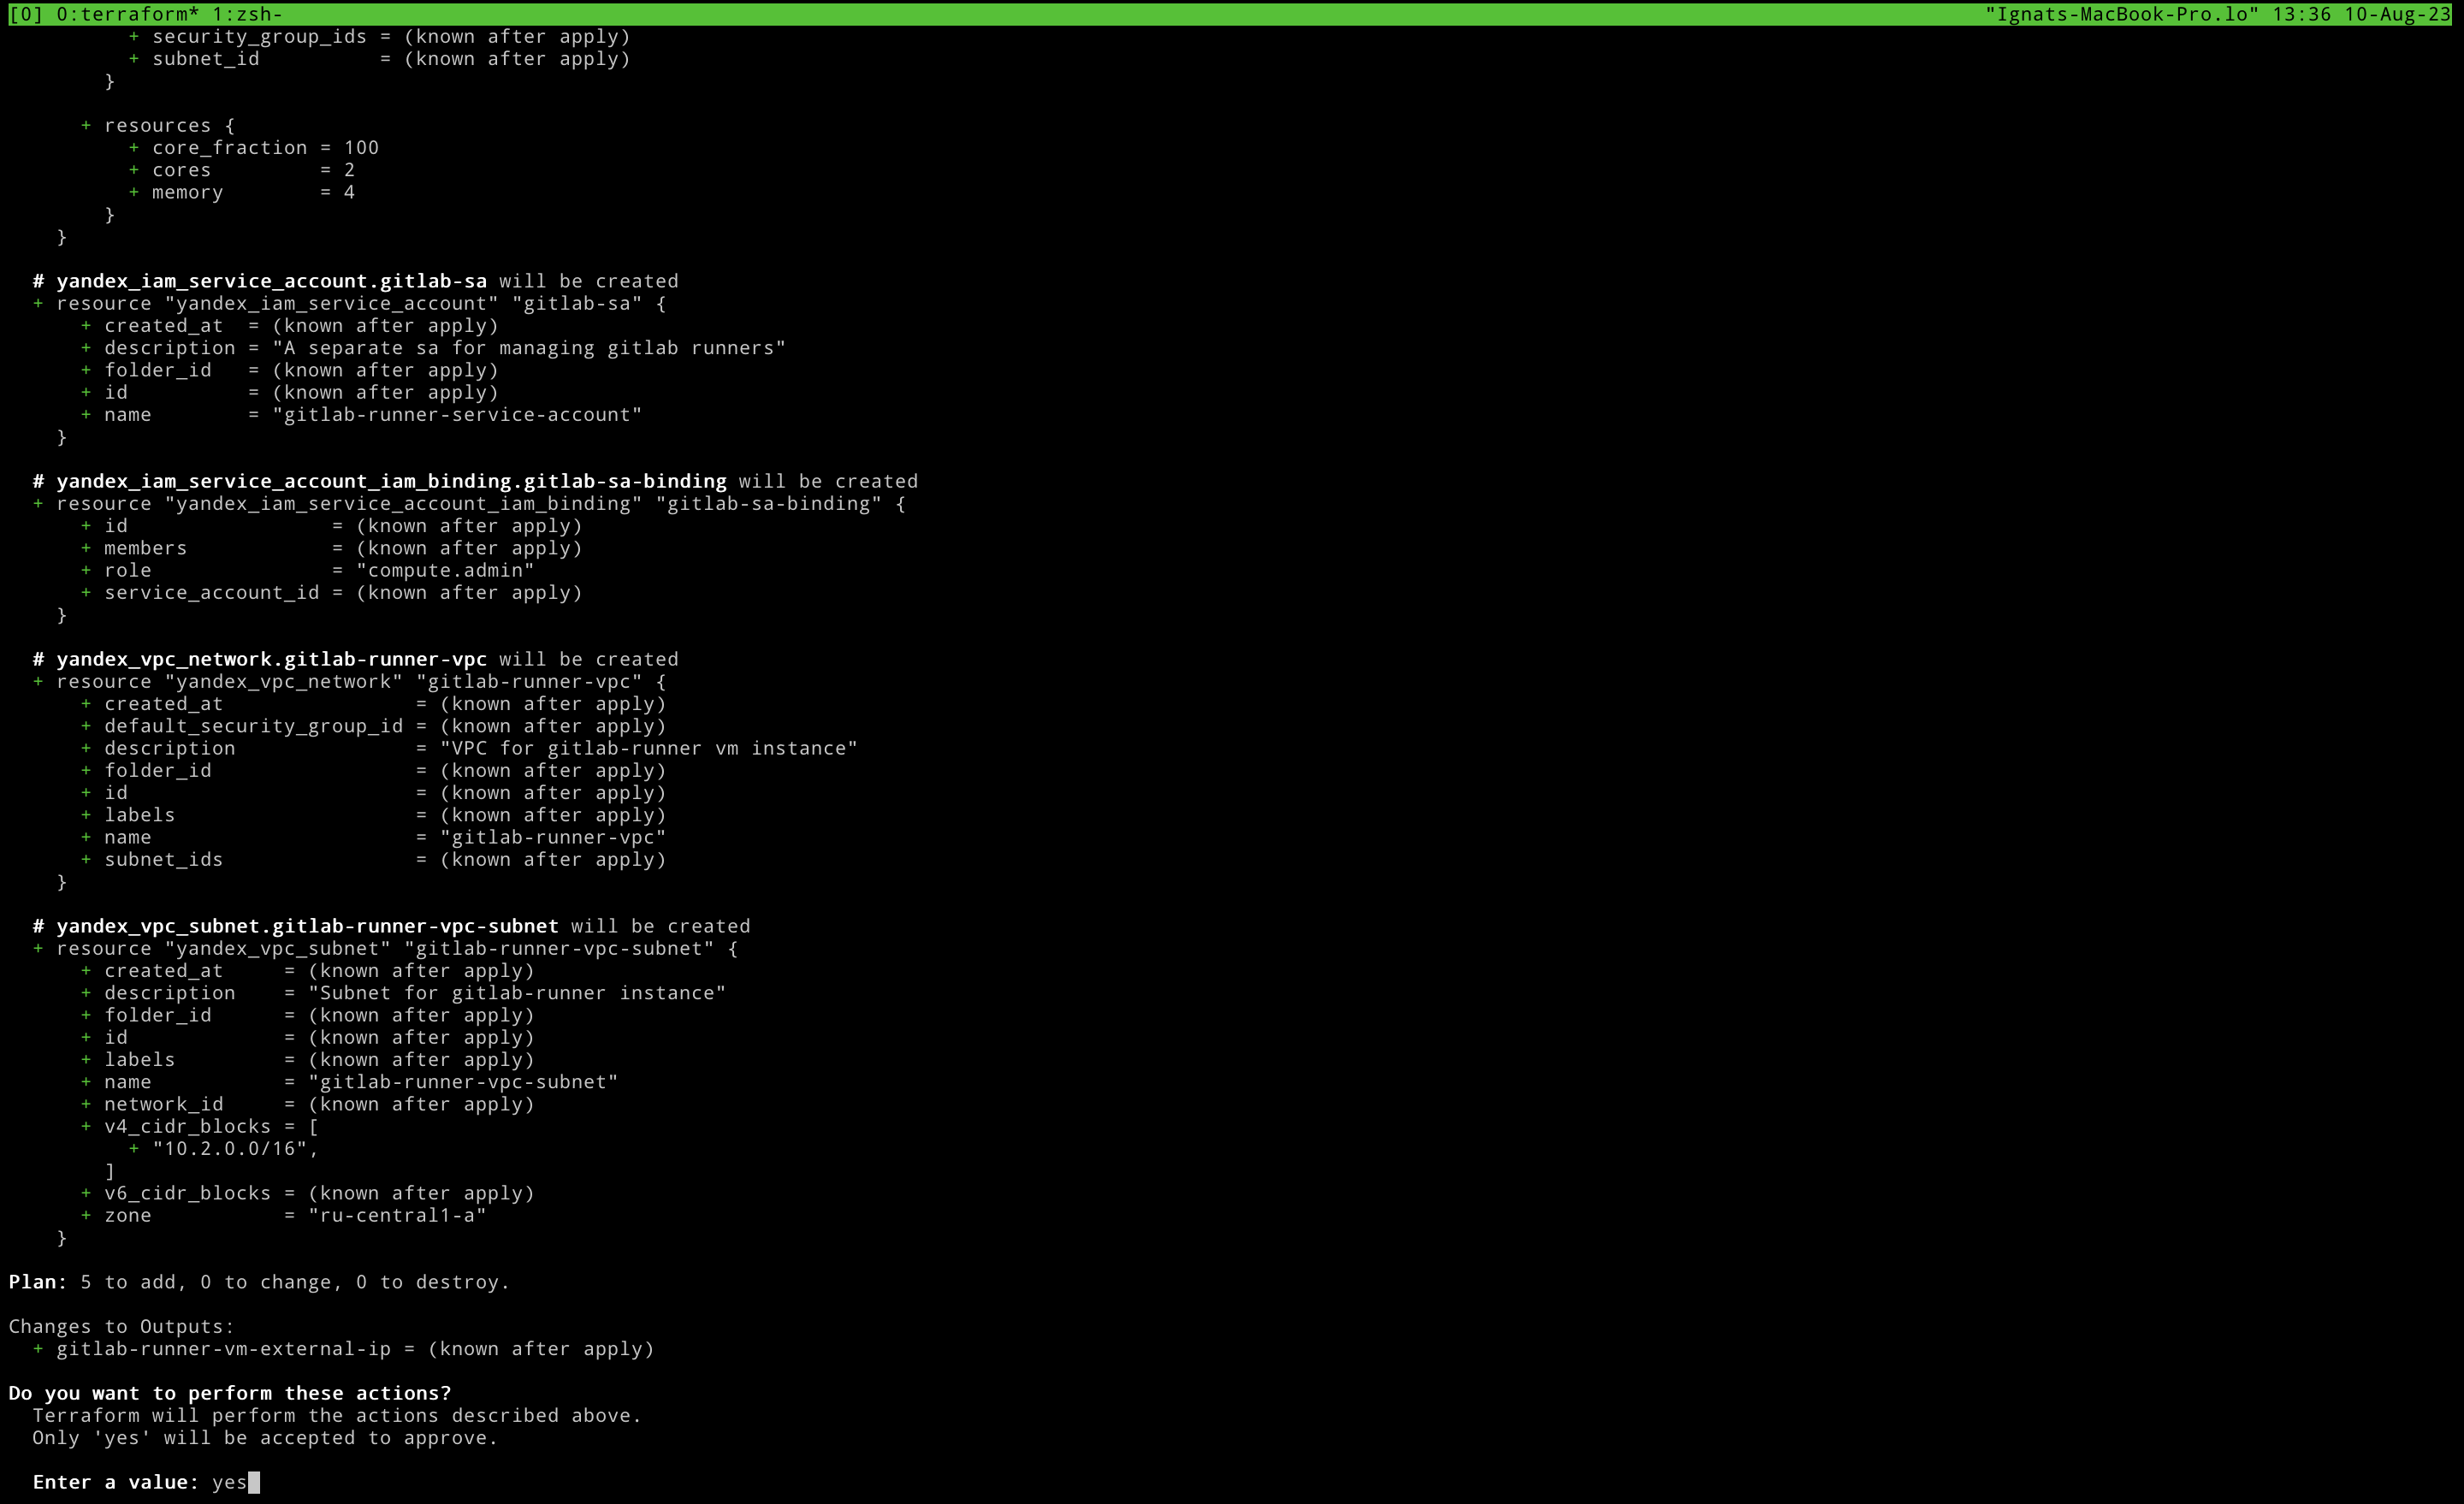 [0] 0:terraform* 1:zsh- "Ignats-MacBook-Pro.lo" 13:36 10-Aug-23
          + security_group_ids = (known after apply)
          + subnet_id          = (known after apply)
        }

      + resources {
          + core_fraction = 100
          + cores         = 2
          + memory        = 4
        }
    }

  # yandex_iam_service_account.gitlab-sa will be created
  + resource "yandex_iam_service_account" "gitlab-sa" {
      + created_at  = (known after apply)
      + description = "A separate sa for managing gitlab runners"
      + folder_id   = (known after apply)
      + id          = (known after apply)
      + name        = "gitlab-runner-service-account"
    }

  # yandex_iam_service_account_iam_binding.gitlab-sa-binding will be created
  + resource "yandex_iam_service_account_iam_binding" "gitlab-sa-binding" {
      + id                 = (known after apply)
      + members            = (known after apply)
      + role               = "compute.admin"
      + service_account_id = (known after apply)
    }

  # yandex_vpc_network.gitlab-runner-vpc will be created
  + resource "yandex_vpc_network" "gitlab-runner-vpc" {
      + created_at                = (known after apply)
      + default_security_group_id = (known after apply)
      + description               = "VPC for gitlab-runner vm instance"
      + folder_id                 = (known after apply)
      + id                        = (known after apply)
      + labels                    = (known after apply)
      + name                      = "gitlab-runner-vpc"
      + subnet_ids                = (known after apply)
    }

  # yandex_vpc_subnet.gitlab-runner-vpc-subnet will be created
  + resource "yandex_vpc_subnet" "gitlab-runner-vpc-subnet" {
      + created_at     = (known after apply)
      + description    = "Subnet for gitlab-runner instance"
      + folder_id      = (known after apply)
      + id             = (known after apply)
      + labels         = (known after apply)
      + name           = "gitlab-runner-vpc-subnet"
      + network_id     = (known after apply)
      + v4_cidr_blocks = [
          + "10.2.0.0/16",
        ]
      + v6_cidr_blocks = (known after apply)
      + zone           = "ru-central1-a"
    }

Plan: 5 to add, 0 to change, 0 to destroy.

Changes to Outputs:
  + gitlab-runner-vm-external-ip = (known after apply)

Do you want to perform these actions?
  Terraform will perform the actions described above.
  Only 'yes' will be accepted to approve.

  Enter a value: yes